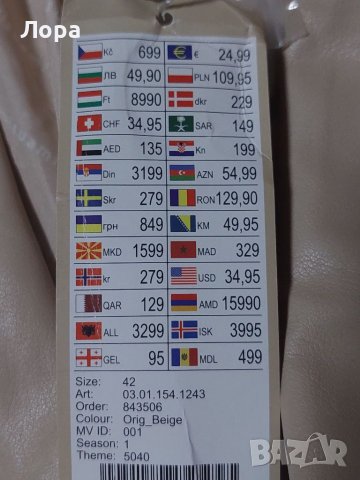 Лора
Kč 699 € 24,99
ЛВ 49,90 PLN 109,95
Ft 8990 dkr 229
CHF 34,95 SAR 149
AED 135 Kn 199
Din 3199 AZN 54,99
Skr 279 RON 129,90
грн 849 KM 49,95
MKD 1599 MAD 329
kr 279 USD 34,95
QAR 129 AMD 15990
ALL 3299 ISK 3995
GEL 95 MDL 499
Size: 42
Art: 03.01.154.1243
Order: 843506
Colour: Orig_Beige
MV ID: 001
Season: 1
Theme: 5040
BAZAR